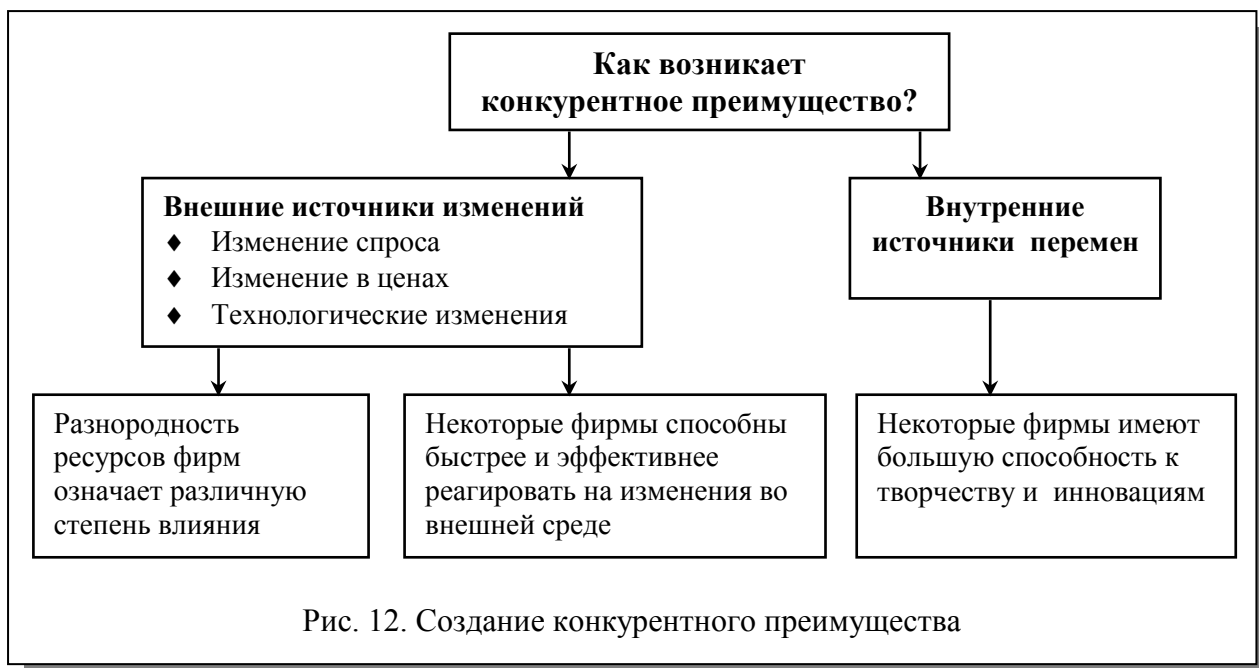 Как возникает
конкурентное преимущество?
Внешние источники изменений
♦ Изменение спроса
♦ Изменение в ценах
♦ Технологические изменения
Внутренние
источники перемен
Разнородность
ресурсов фирм
означает различную
степень влияния
Некоторые фирмы способны
быстрее и эффективнее
реагировать на изменения во
внешней среде
Некоторые фирмы имеют
большую способность к
творчеству и инновациям
Рис. 12. Создание конкурентного преимущества